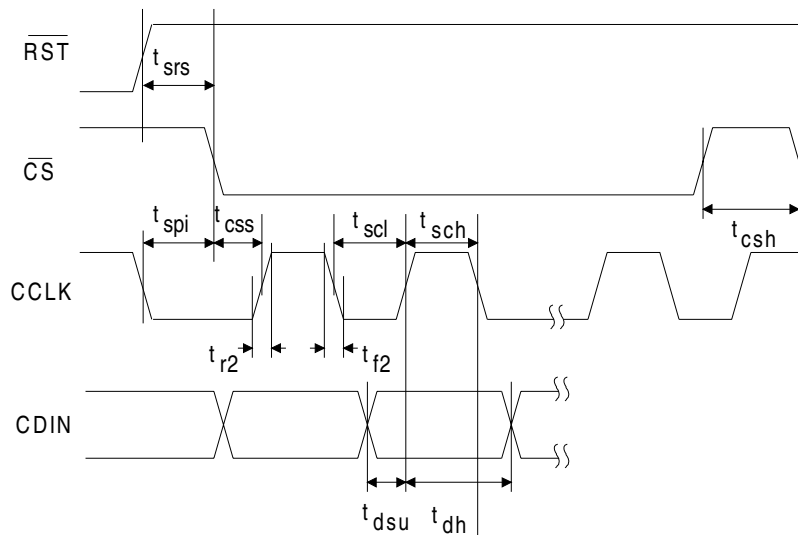 RST
t srs
CS
t spi
t css
t scl
t sch
t csh
CCLK
t r2
t f2
CDIN
t dsu
t dh